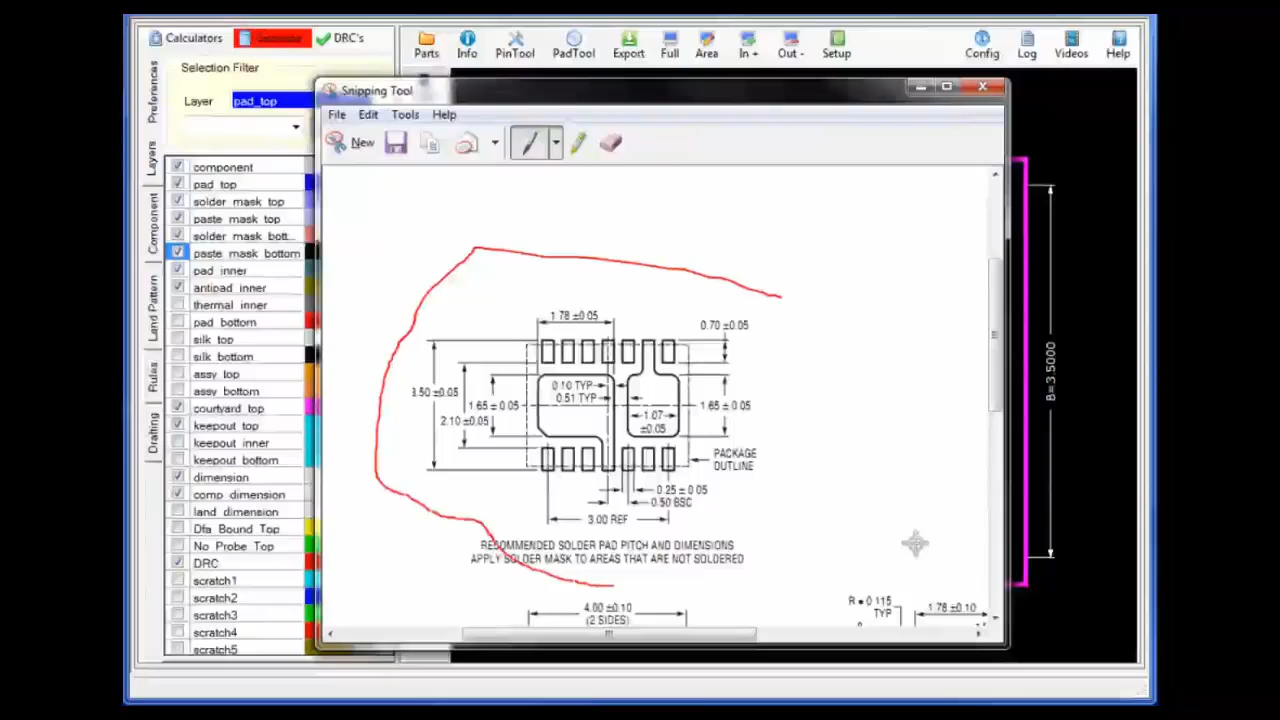 Calculators
DRC's
Parts
Info
PinTool
PadTool
Export
Full
Area
In +
Out -
Setup
Config
Log
Videos
Help
Selection Filter
Layer
pad_top
Preferences
Layers
Component
Land Pattern
Rules
Drafting
component
pad top
solder mask top
paste mask top
solder mask bott...
paste mask bottom
pad inner
antipad inner
thermal inner
pad bottom
silk top
silk bottom
assy top
assy bottom
courtyard top
keepout top
keepout inner
keepout bottom
dimension
comp dimension
land dimension
Dfa Bound Top
No Probe Top
DRC
scratch1
scratch2
scratch3
scratch4
scratch5
Snipping Tool
File
Edit
Tools
Help
New
1.78 ±0.05
0.70 ±0.05
3.50 ±0.05
0.10 TYP
0.51 TYP
1.65 ±0.05
1.65 ±0.05
2.10 ±0.05
1.07
±0.05
PACKAGE
OUTLINE
0.25 ±0.05
0.50 BSC
3.00 REF
RECOMMENDED SOLDER PAD PITCH AND DIMENSIONS
APPLY SOLDER MASK TO AREAS THAT ARE NOT SOLDERED
4.00 ±0.10
(2 SIDES)
R = 0.115
TYP
1.78 ±0.10
B=3.5000